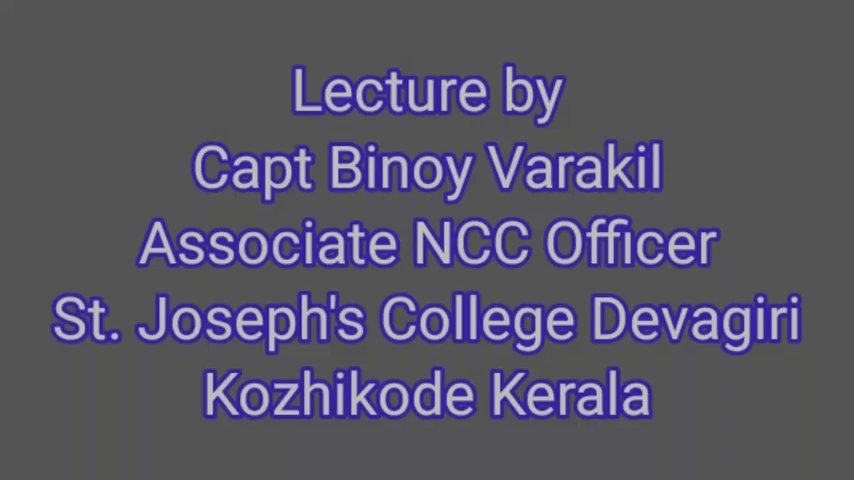 Lecture by
Capt Binoy Varakil
Associate NCC Officer
St. Joseph's College Devagiri
Kozhikode Kerala